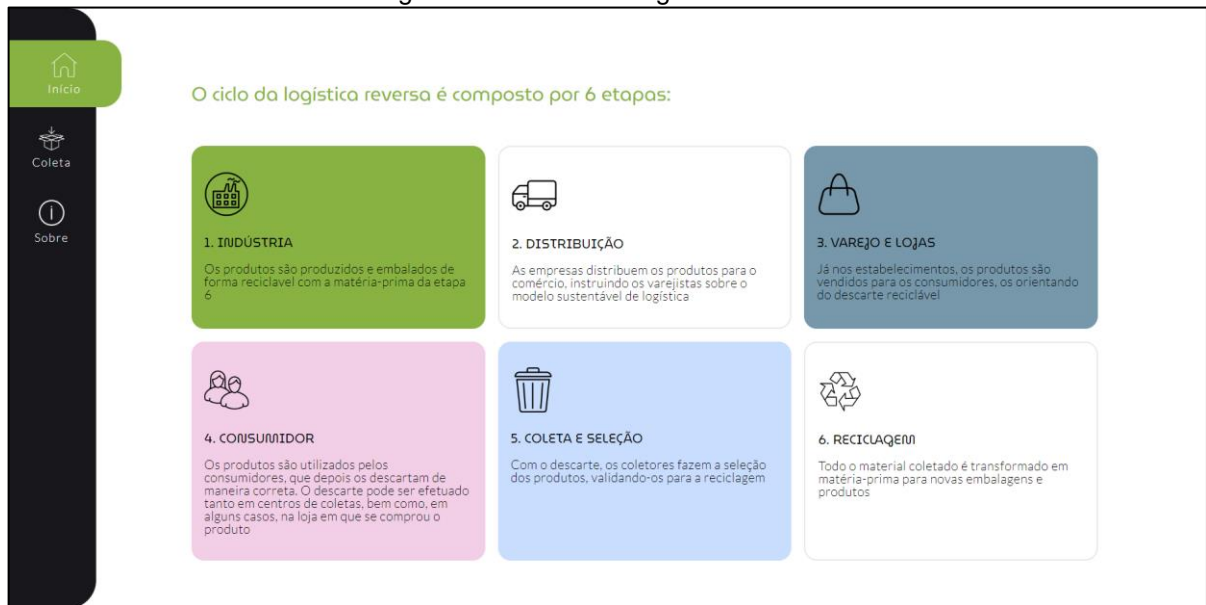 Início
Coleta
Sobre
O ciclo da logística reversa é composto por 6 etapas:
1. INDÚSTRIA
Os produtos são produzidos e embalados de
forma reciclavel com a matéria-prima da etapa
6
2. DISTRIBUIÇÃO
As empresas distribuem os produtos para o
comércio, instruindo os varejistas sobre o
modelo sustentável de logística
3. VAREJO E LOJAS
Já nos estabelecimentos, os produtos são
vendidos para os consumidores, os orientando
do descarte reciclável
4. CONSUMIDOR
Os produtos são utilizados pelos
consumidores, que depois os descartam de
maneira correta. O descarte pode ser efetuado
tanto em centros de coletas, bem como, em
alguns casos, na loja em que se comprou o
produto
5. COLETA E SELEÇÃO
Com o descarte, os coletores fazem a seleção
dos produtos, validando-os para a reciclagem
6. RECICLAGEM
Todo o material coletado é transformado em
matéria-prima para novas embalagens e
produtos